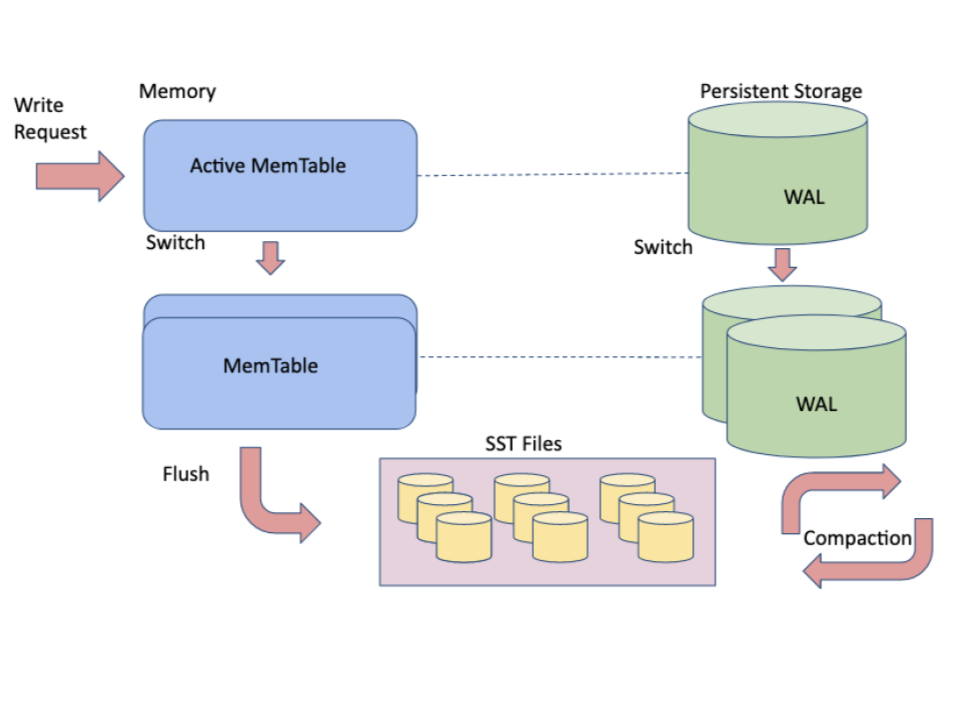 Write
Request
Memory
Persistent Storage
Active MemTable
WAL
Switch
Switch
MemTable
WAL
SST Files
Flush
Compaction